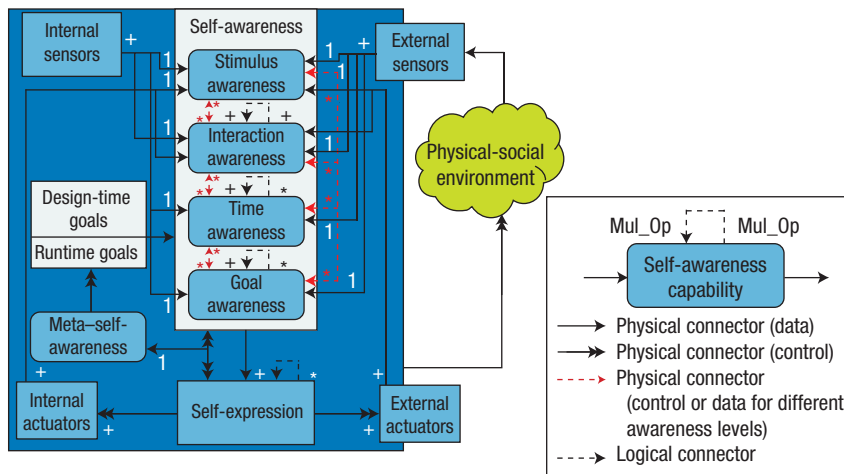 Self-awareness
Internal
sensors
External
sensors
+
+
1
1
1
1
Stimulus
awareness
* *
+
+
Interaction
awareness
1
* *
+
*
Physical-social
environment
Design-time
goals
Runtime goals
1
Time
awareness
1
* *
+
*
Goal
awareness
1
Meta–self-
awareness
1
+
+
*
+
Internal
actuators
+
Self-expression
+
External
actuators
Mul_Op
Mul_Op
Self-awareness
capability
Physical connector (data)
Physical connector (control)
Physical connector
(control or data for different
awareness levels)
Logical connector